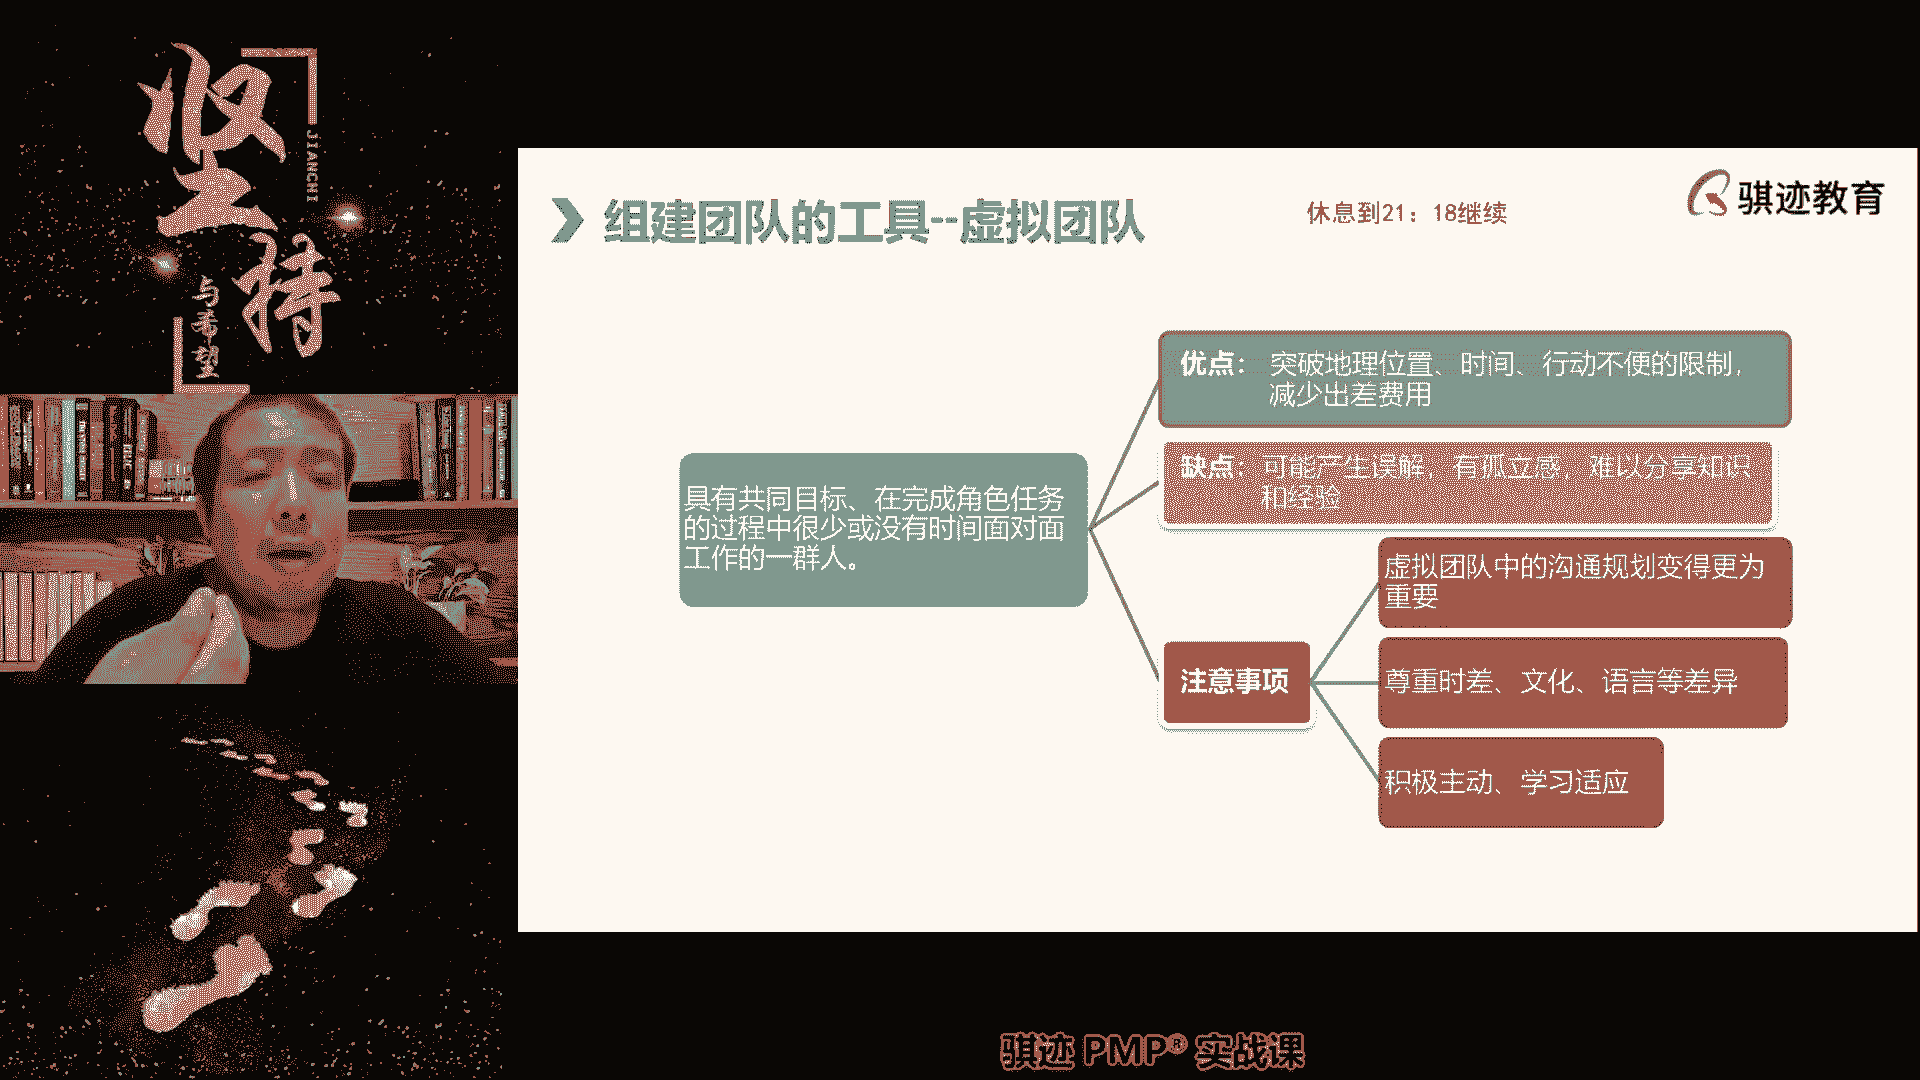 坚持
JIANCHI
与希望
组建团队的工具--虚拟团队
休息到21：18继续
骐迹教育
优点： 突破地理位置、时间、行动不便的限制，
减少出差费用
缺点：可能产生误解，有孤立感，难以分享知识
和经验
具有共同目标、在完成角色任务
的过程中很少或没有时间面对面
工作的一群人。
虚拟团队中的沟通规划变得更为
重要
注意事项
尊重时差、文化、语言等差异
积极主动、学习适应
骐迹 PMP® 实战课